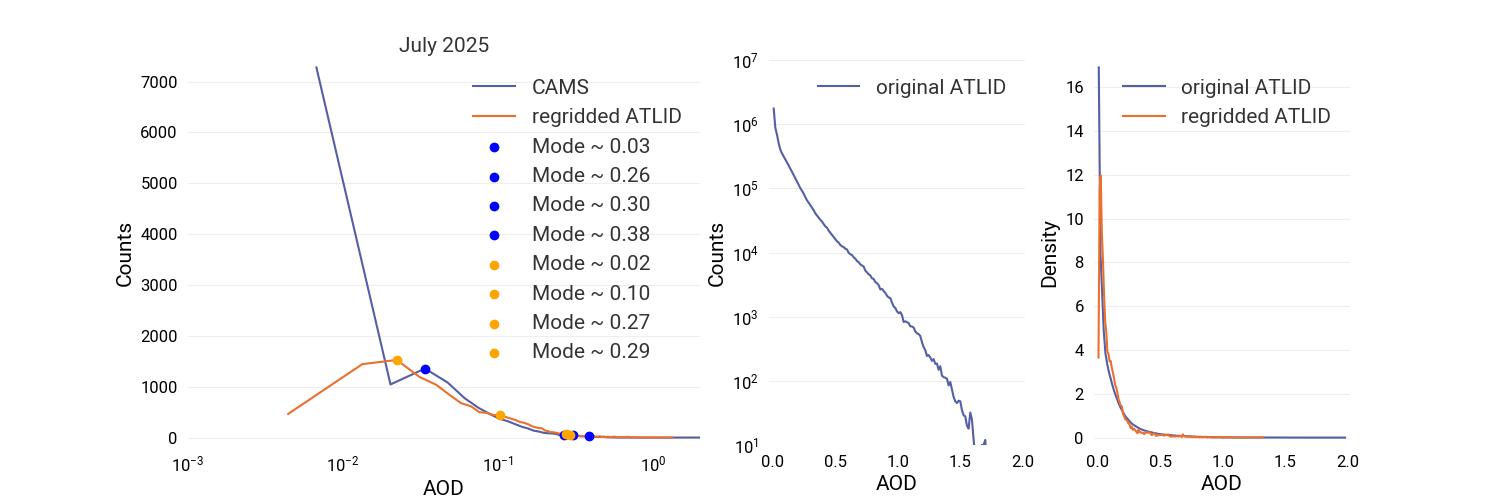 July 2025
7000
6000
5000
4000
3000
2000
1000
0
Counts
10⁻³
10⁻²
10⁻¹
10⁰
AOD
CAMS
regridded ATLID
Mode ~ 0.03
Mode ~ 0.26
Mode ~ 0.30
Mode ~ 0.38
Mode ~ 0.02
Mode ~ 0.10
Mode ~ 0.27
Mode ~ 0.29
10⁷
10⁶
10⁵
10⁴
10³
10²
10¹
Counts
original ATLID
0.0
0.5
1.0
1.5
2.0
AOD
16
14
12
10
8
6
4
2
0
Density
original ATLID
regridded ATLID
0.0
0.5
1.0
1.5
2.0
AOD